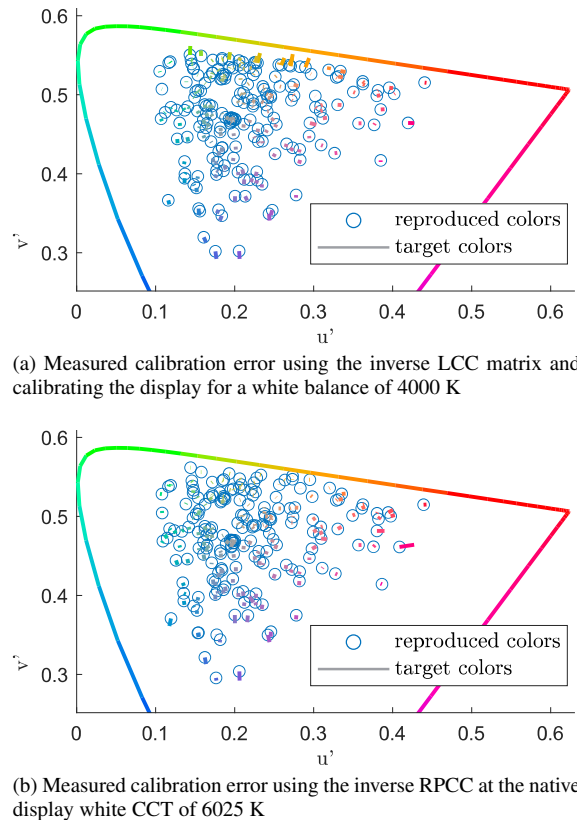 0.6
0.5
v'
0.4
0.3
reproduced colors
target colors
0
0.1
0.2
0.3
0.4
0.5
0.6
u'
(a) Measured calibration error using the inverse LCC matrix and
calibrating the display for a white balance of 4000 K
0.6
0.5
v'
0.4
0.3
reproduced colors
target colors
0
0.1
0.2
0.3
0.4
0.5
0.6
u'
(b) Measured calibration error using the inverse RPCC at the native
display white CCT of 6025 K